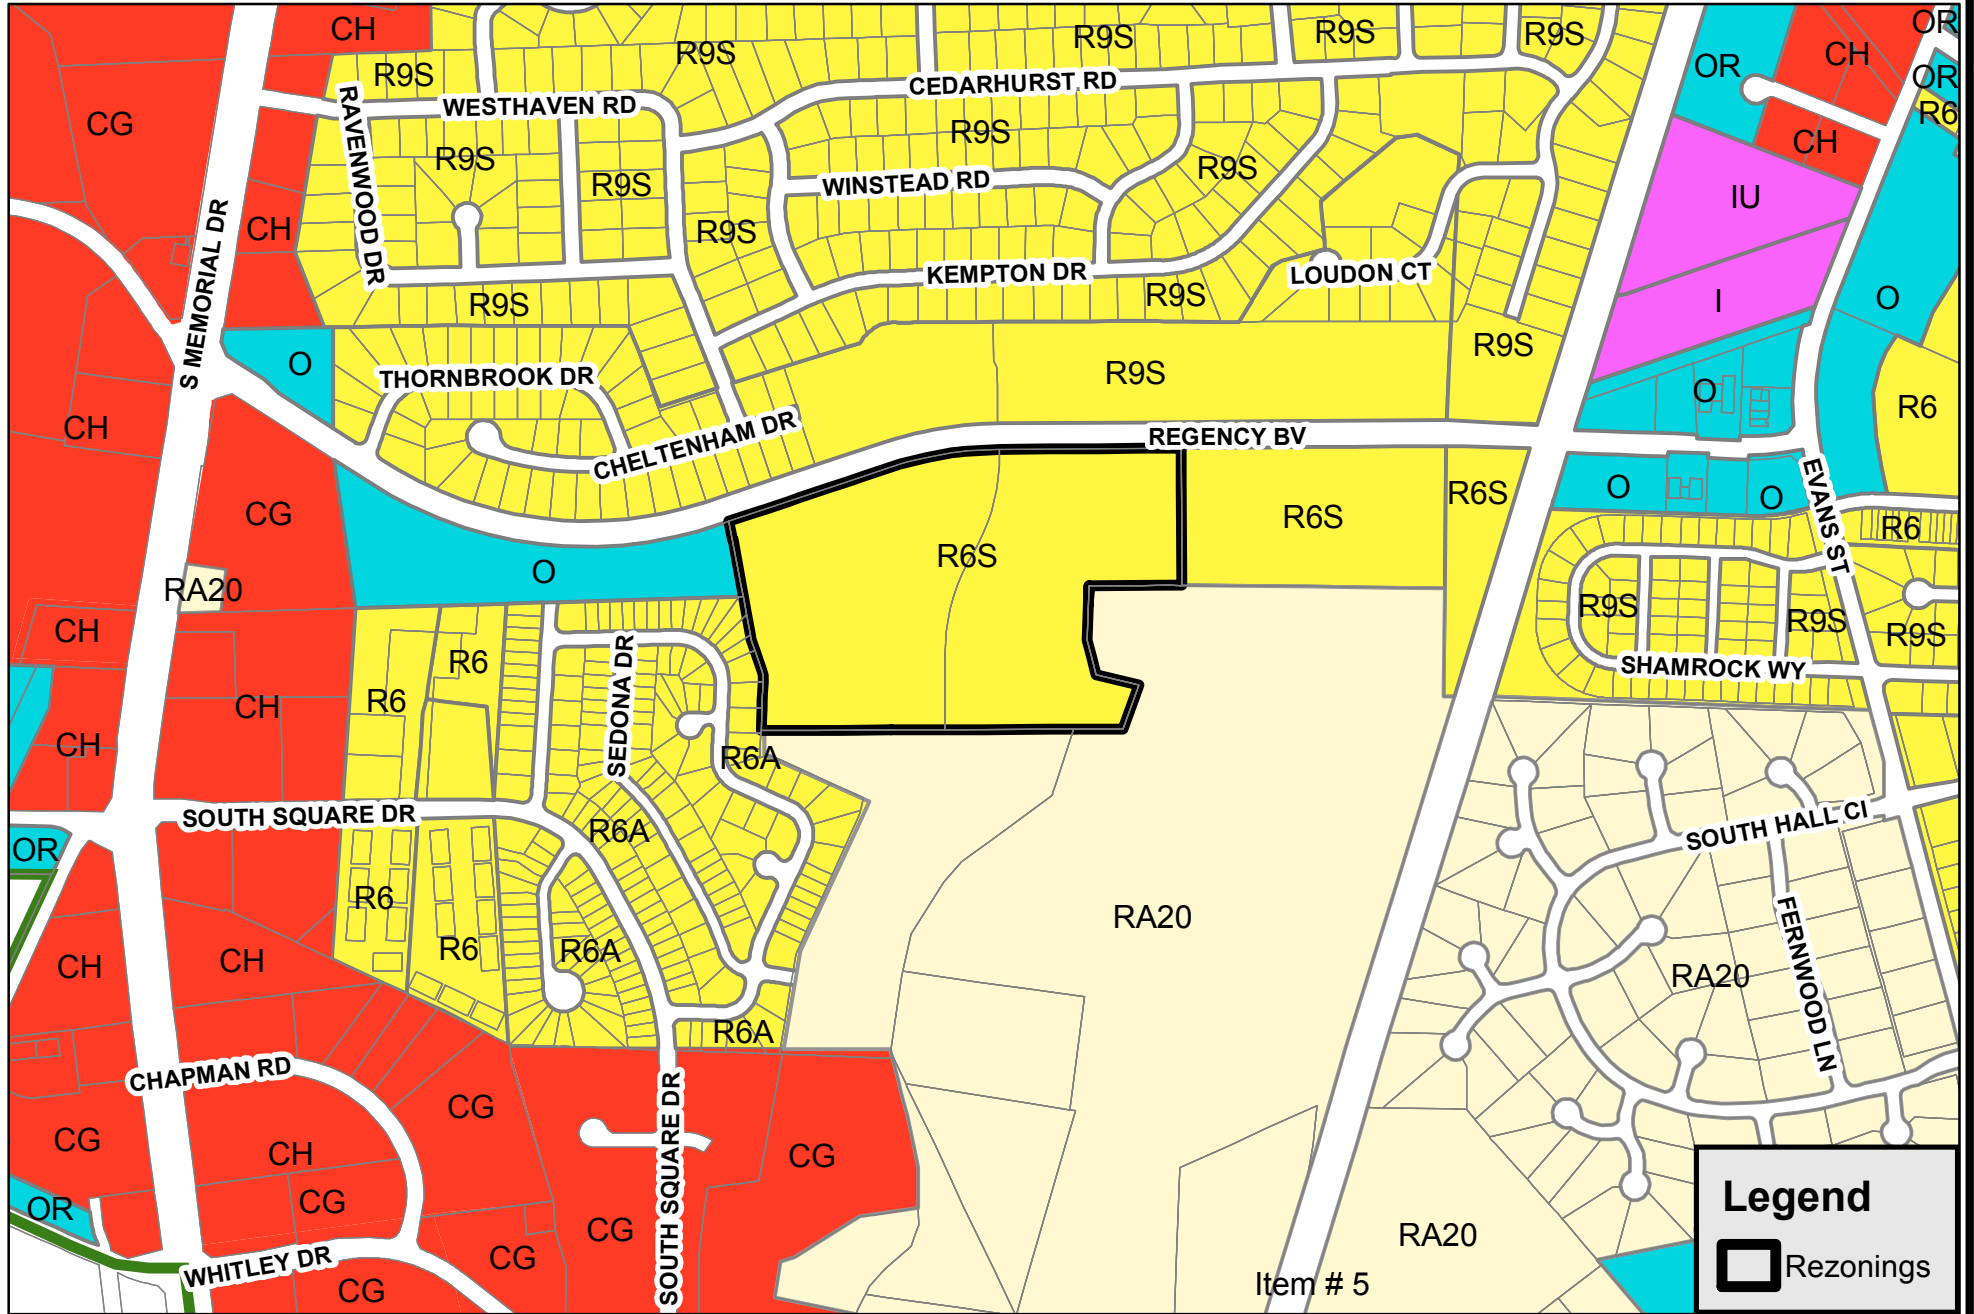 CH
R9S
R9S
R9S
R9S
OR
CH
OR
R9S
OR
CG
WESTHAVEN RD
CEDARHURST RD
R6
RAVENWOOD DR
R9S
R9S
CH
R9S
R9S
R9S
WINSTEAD RD
IU
S MEMORIAL DR
CH
R9S
KEMPTON DR
LOUDON CT
R9S
R9S
I
O
O
THORNBROOK DR
R9S
R9S
O
R6
CH
CHELTENHAM DR
REGENCY BV
CG
R6S
R6S
O
O
EVANS ST
R6
R6S
O
RA20
CH
R9S
R9S
R9S
R6
SEDONA DR
SHAMROCK WY
R6
CH
CH
R6A
SOUTH SQUARE DR
R6A
SOUTH HALL CI
OR
R6
RA20
FERNWOOD LN
R6
R6A
CH
CH
RA20
R6A
CHAPMAN RD
CG
SOUTH SQUARE DR
CG
CH
CG
CG
OR
CG
CG
RA20
WHITLEY DR
CG
Item # 5
Legend
Rezonings